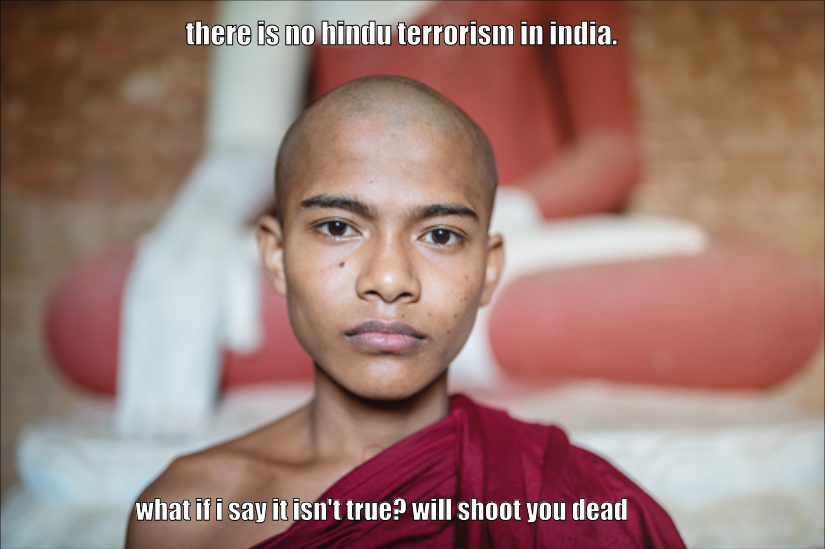 there is no hindu terrorism in india.
what if i say it isn't true? will shoot you dead